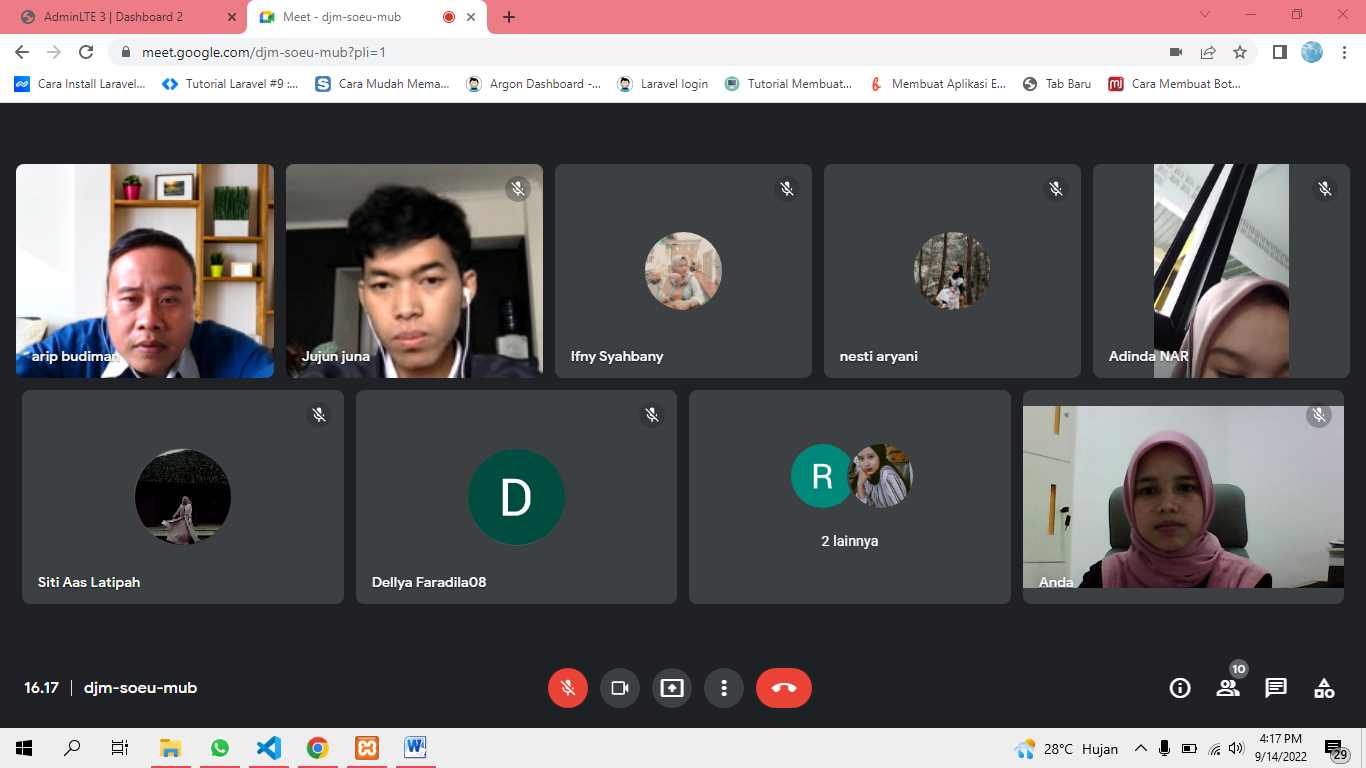 AdminLTE 3 | Dashboard 2
Meet - djm-soeu-mub
meet.google.com/djm-soeu-mub?pli=1
Cara Install Laravel...
Tutorial Laravel #9 :...
Cara Mudah Mema...
Argon Dashboard -...
Laravel login
Tutorial Membuat...
Membuat Aplikasi E...
Tab Baru
mj
Cara Membuat Bot...
arip budiman
Jujun juna
Ifny Syahbany
nesti aryani
Adinda NAR
Siti Aas Latipah
D
Dellya Faradila08
R
2 lainnya
Anda
16.17 | djm-soeu-mub
10
W
28°C Hujan
4:17 PM
9/14/2022
29